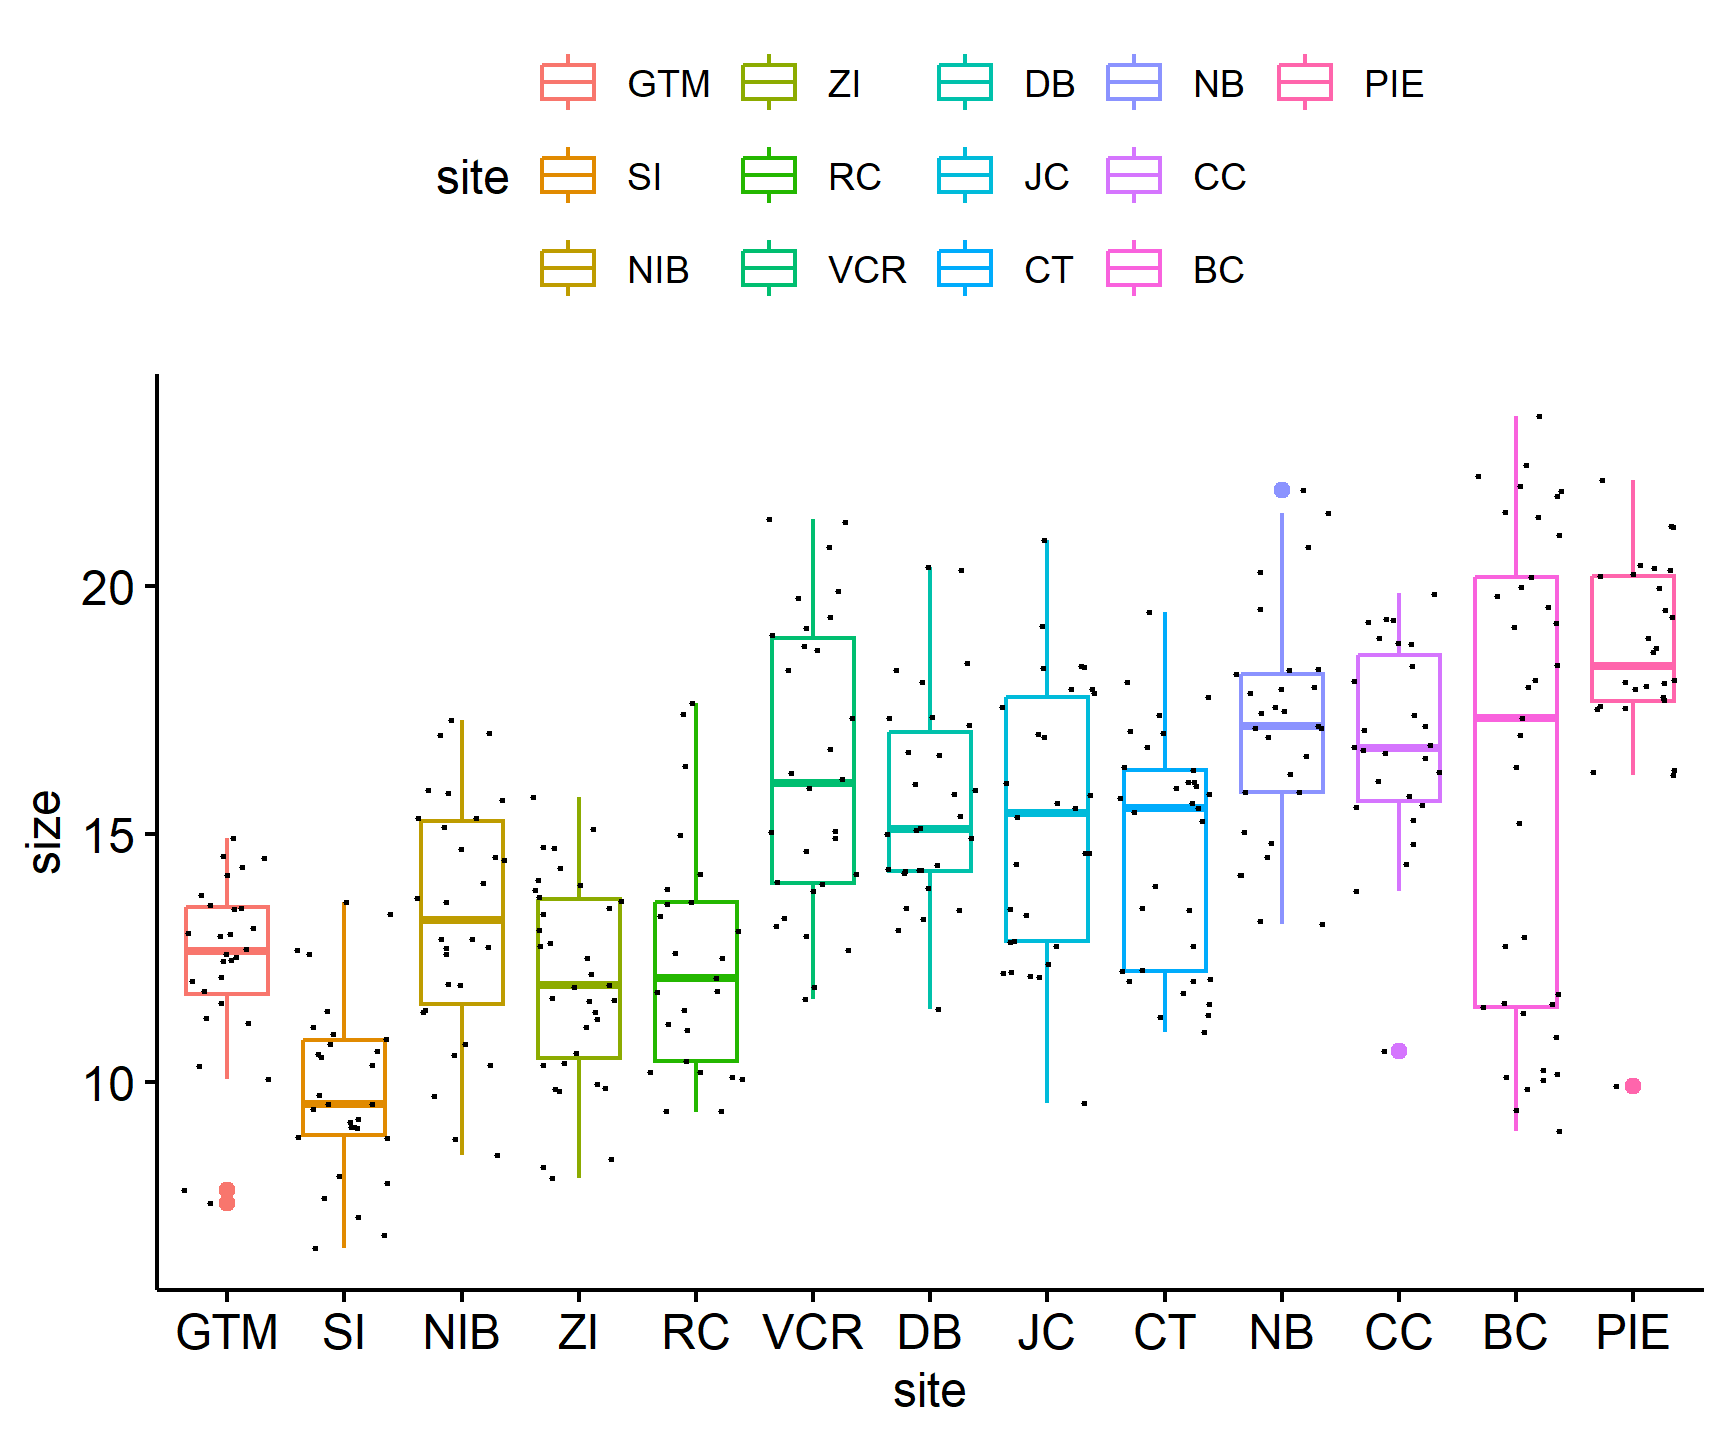 GTM ZI DB NB PIE
site SI RC JC CC
NIB VCR CT BC
size
20
15
10
GTM SI NIB ZI RC VCR DB JC CT NB CC BC PIE
site